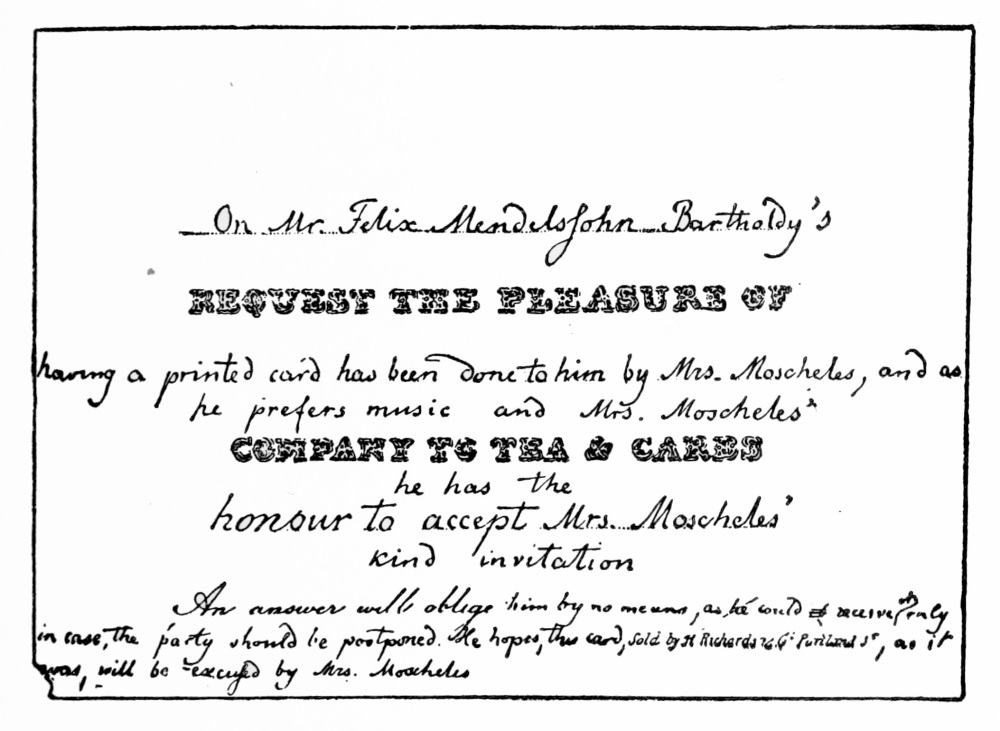 On Mr. Felix Mendelssohn Bartholdy's
REQUEST THE PLEASURE OF
having a printed card has been done to him by Mrs. Moscheles, and as
he prefers music and Mrs. Moscheles'
COMPANY TO TEA & CARDS
he has the
honour to accept Mrs. Moscheles'
kind invitation
An answer will oblige him by no means, as he could receive it only
in case, the party should be postponed. He hopes, this card, Sold by H Richards 76 Gt Portland St, as it
was, will be excused by Mrs. Moscheles